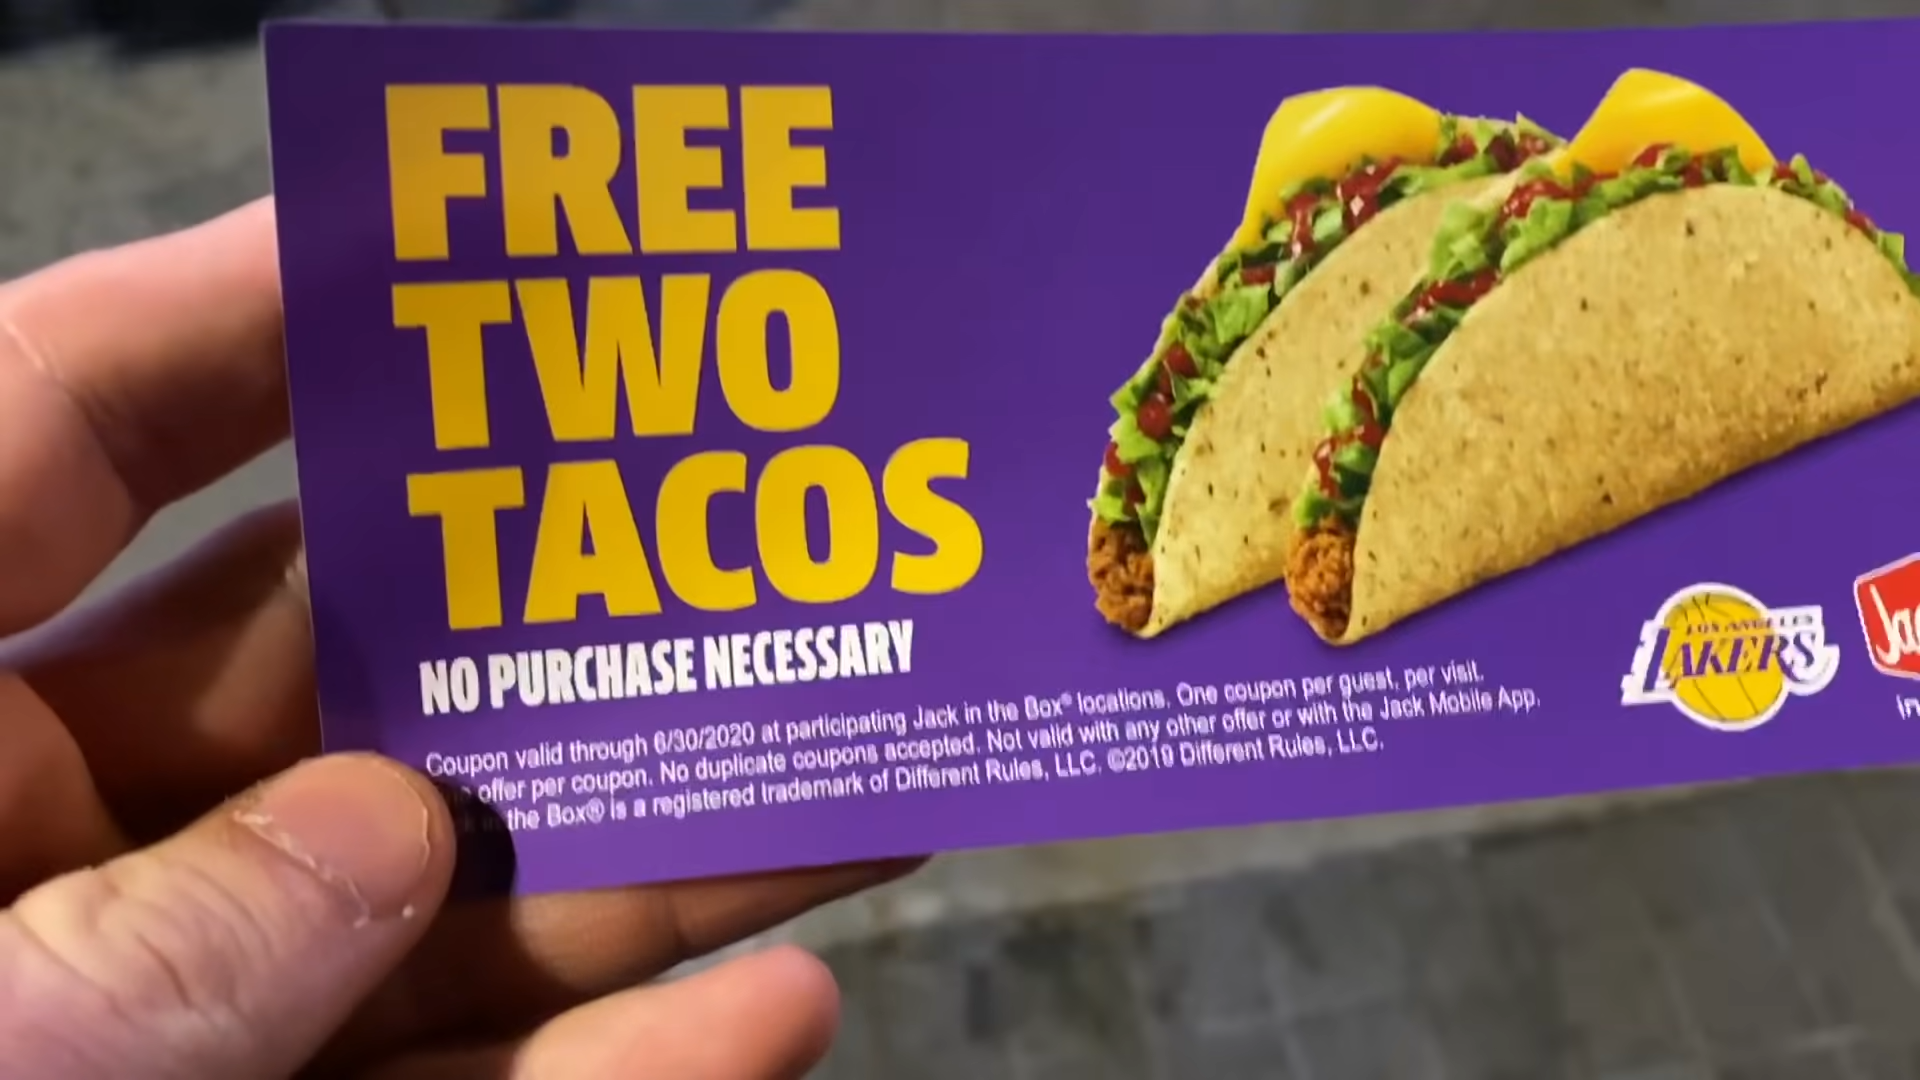 FREE
TWO
TACOS
NO PURCHASE NECESSARY
Coupon valid through 6/30/2020 at participating Jack in the Box® locations. One coupon per guest, per visit.
offer per coupon. No duplicate coupons accepted. Not valid with any other offer or with the Jack Mobile App.
in the Box® is a registered trademark of Different Rules, LLC. ©2019 Different Rules, LLC.
LOS ANGELES
LAKERS